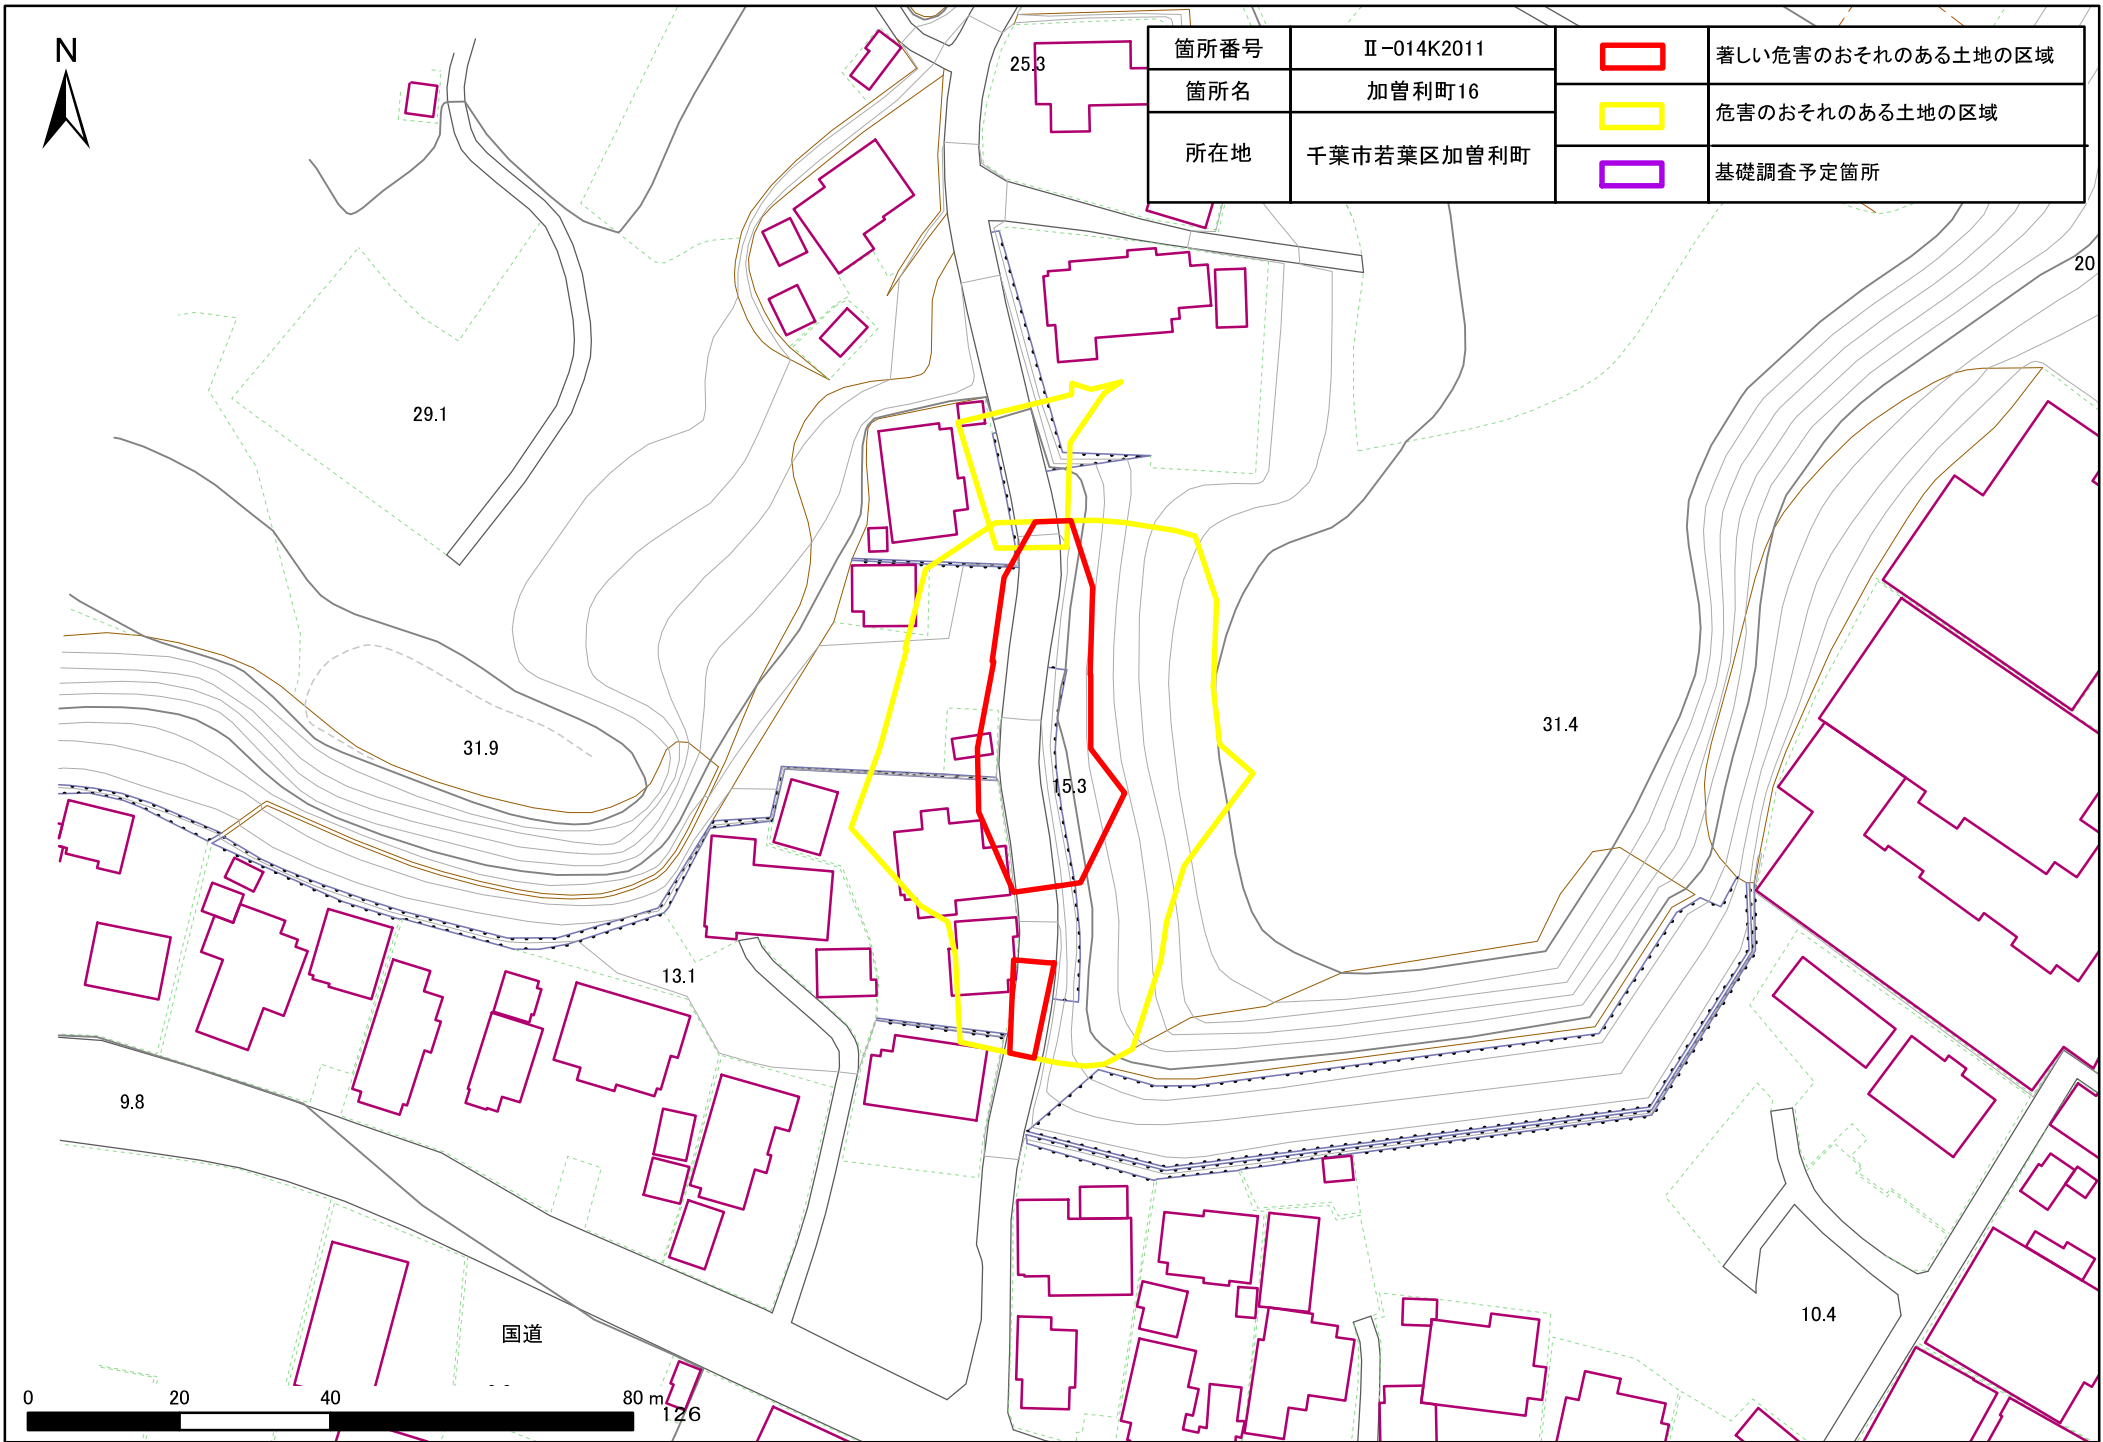 N
箇所番号 Ⅱ-014K2011 著しい危害のおそれのある土地の区域
箇所名 加曽利町16 危害のおそれのある土地の区域
所在地 千葉市若葉区加曽利町 基礎調査予定箇所
25.3
20
29.1
31.9
31.4
15.3
13.1
9.8
10.4
国道
0 20 40 80 m
126